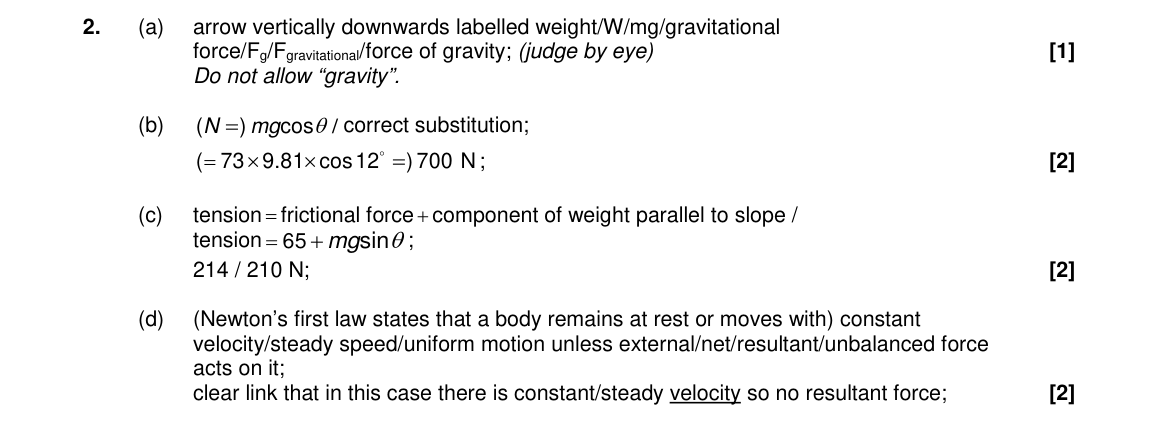 2. (a) arrow vertically downwards labelled weight/W/mg/gravitational
force/Fg/Fgravitational/force of gravity; (judge by eye) [1]
Do not allow “gravity”.
(b) (N =) mgcosθ / correct substitution;
(= 73×9.81×cos12° =) 700 N; [2]
(c) tension = frictional force + component of weight parallel to slope /
tension = 65 + mgsinθ;
214 / 210 N; [2]
(d) (Newton’s first law states that a body remains at rest or moves with) constant
velocity/steady speed/uniform motion unless external/net/resultant/unbalanced force
acts on it;
clear link that in this case there is constant/steady velocity so no resultant force; [2]